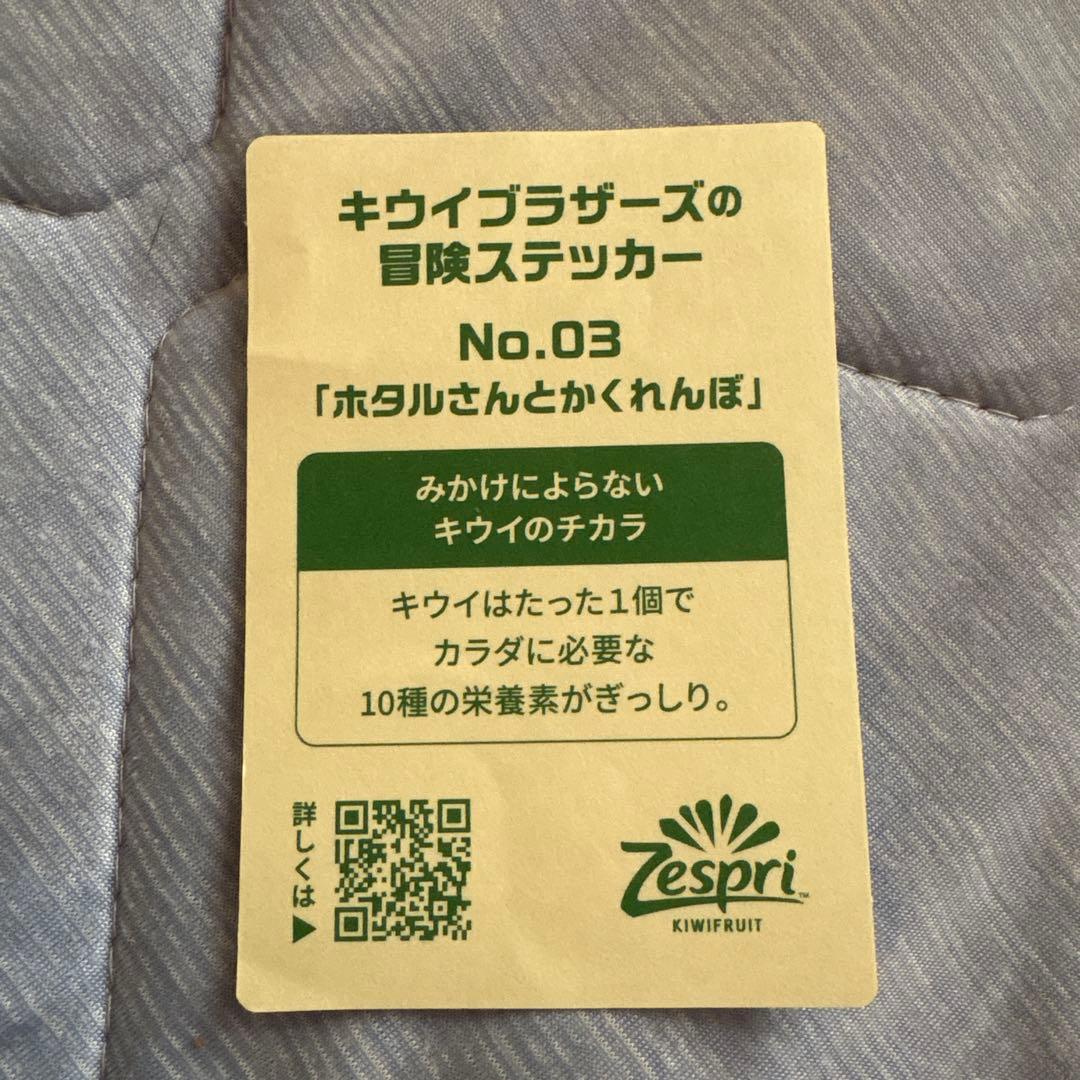 キウイブラザーズの
冒険ステッカー
No.03
「ホタルさんとかくれんぼ」
みかけによらない
キウイのチカラ
キウイはたった1個で
カラダに必要な
10種の栄養素がぎっしり。
詳しくは▶
Zespri™
KIWIFRUIT